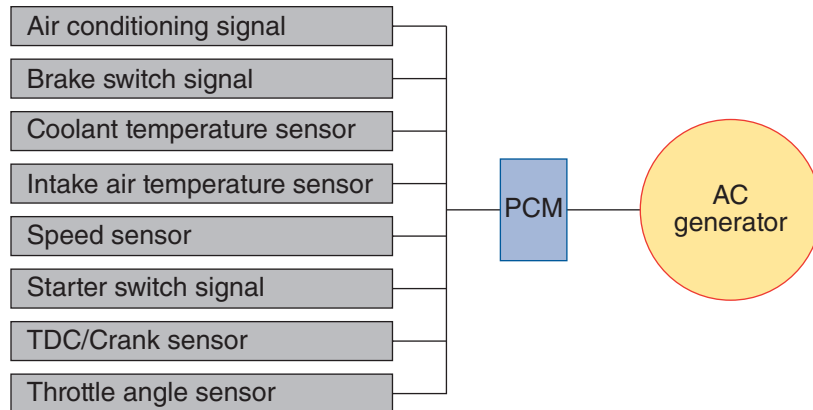 Air conditioning signal
Brake switch signal
Coolant temperature sensor
Intake air temperature sensor
Speed sensor
Starter switch signal
TDC/Crank sensor
Throttle angle sensor
PCM
AC
generator